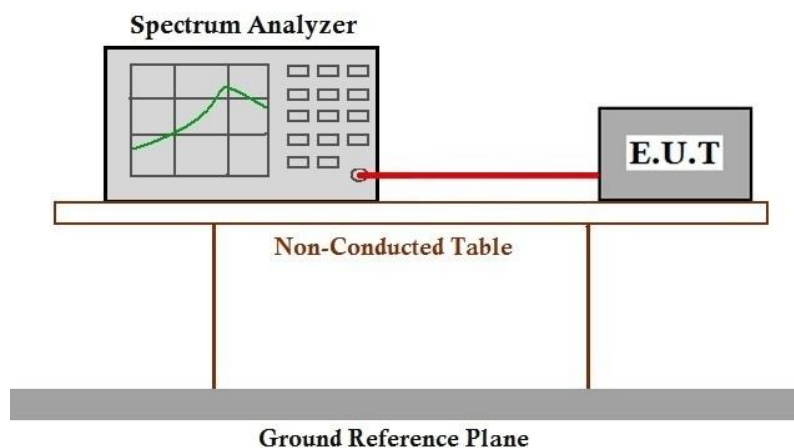 Spectrum Analyzer
E.U.T
Non-Conducted Table
Ground Reference Plane